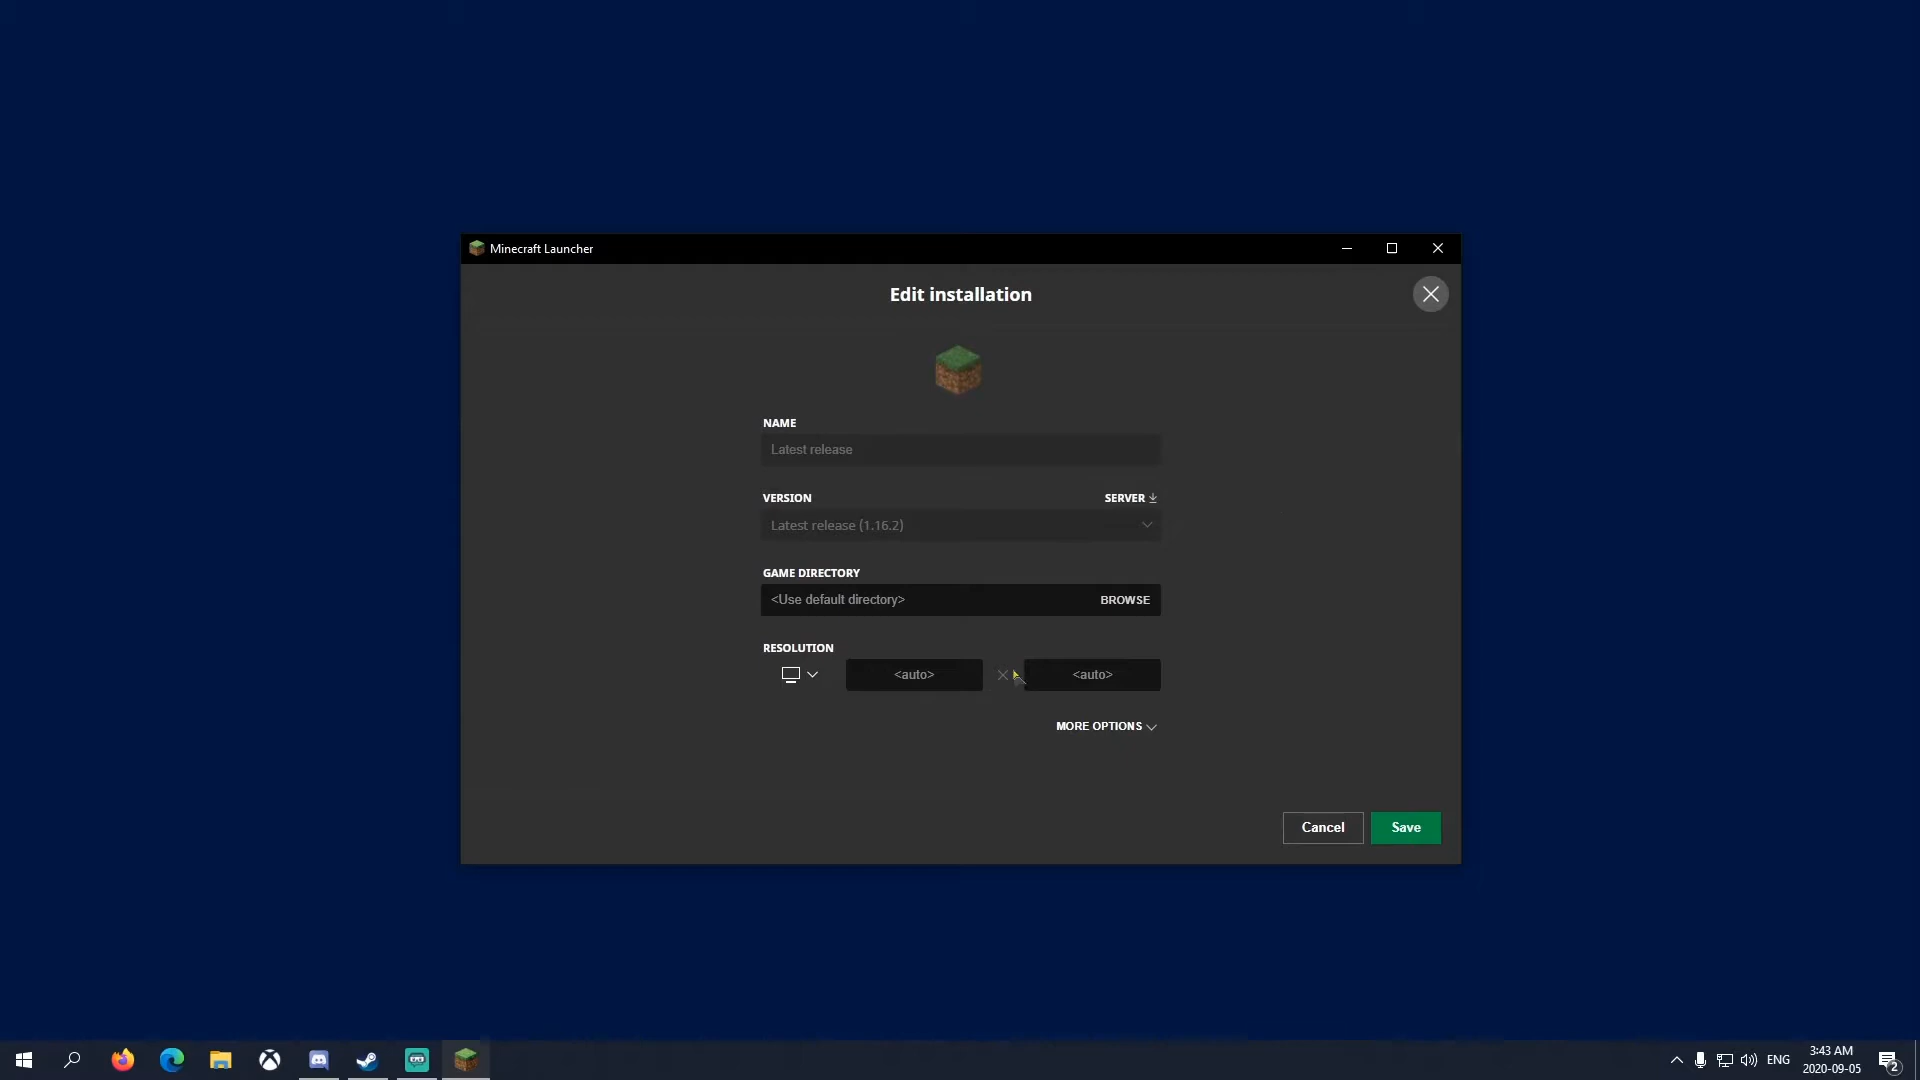 Minecraft Launcher
Edit installation
NAME
Latest release
VERSION
SERVER
Latest release (1.16.2)
GAME DIRECTORY
<Use default directory>
BROWSE
RESOLUTION
<auto>
<auto>
MORE OPTIONS
Cancel
Save
ENG
3:43 AM
2020-09-05
2